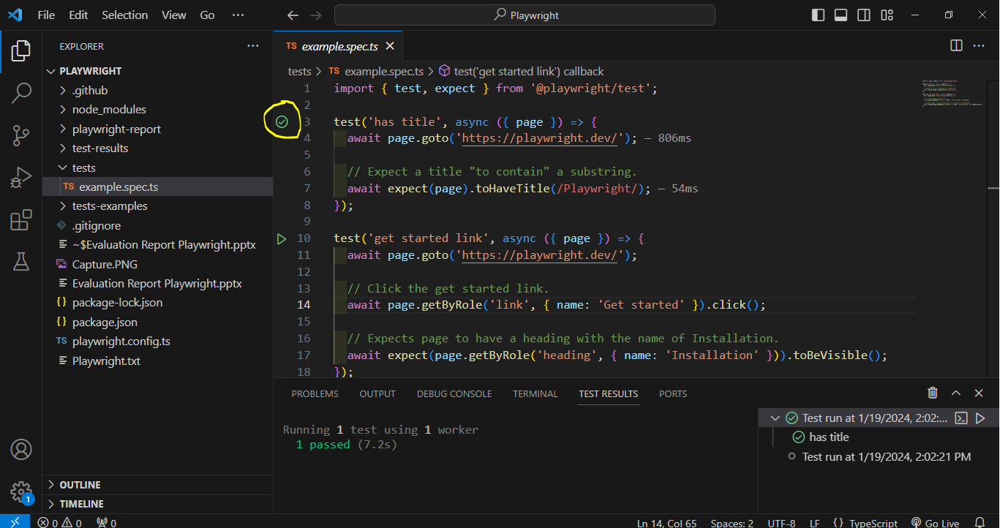 File Edit Selection View Go ···
Playwright
EXPLORER ···
PLAYWRIGHT
.github
node_modules
playwright-report
test-results
tests
TS example.spec.ts
tests-examples
.gitignore
~$Evaluation Report Playwright.pptx
Capture.PNG
Evaluation Report Playwright.pptx
{} package-lock.json
{} package.json
TS playwright.config.ts
Playwright.txt
OUTLINE
TIMELINE
1
TS example.spec.ts
tests > TS example.spec.ts > test('get started link') callback
1 import { test, expect } from '@playwright/test';
2
3 test('has title', async ({ page }) => {
4 await page.goto('https://playwright.dev/'); — 806ms
5
6 // Expect a title "to contain" a substring.
7 await expect(page).toHaveTitle(/Playwright/); — 54ms
8 });
9
10 test('get started link', async ({ page }) => {
11 await page.goto('https://playwright.dev/');
12
13 // Click the get started link.
14 await page.getByRole('link', { name: 'Get started' }).click();
15
16 // Expects page to have a heading with the name of Installation.
17 await expect(page.getByRole('heading', { name: 'Installation' })).toBeVisible();
18 });
PROBLEMS OUTPUT DEBUG CONSOLE TERMINAL TEST RESULTS PORTS
Running 1 test using 1 worker
1 passed (7.2s)
Test run at 1/19/2024, 2:02:...
has title
Test run at 1/19/2024, 2:02:21 PM
0 0 0 Ln 14, Col 65 Spaces: 2 UTF-8 LF {} TypeScript Go Live